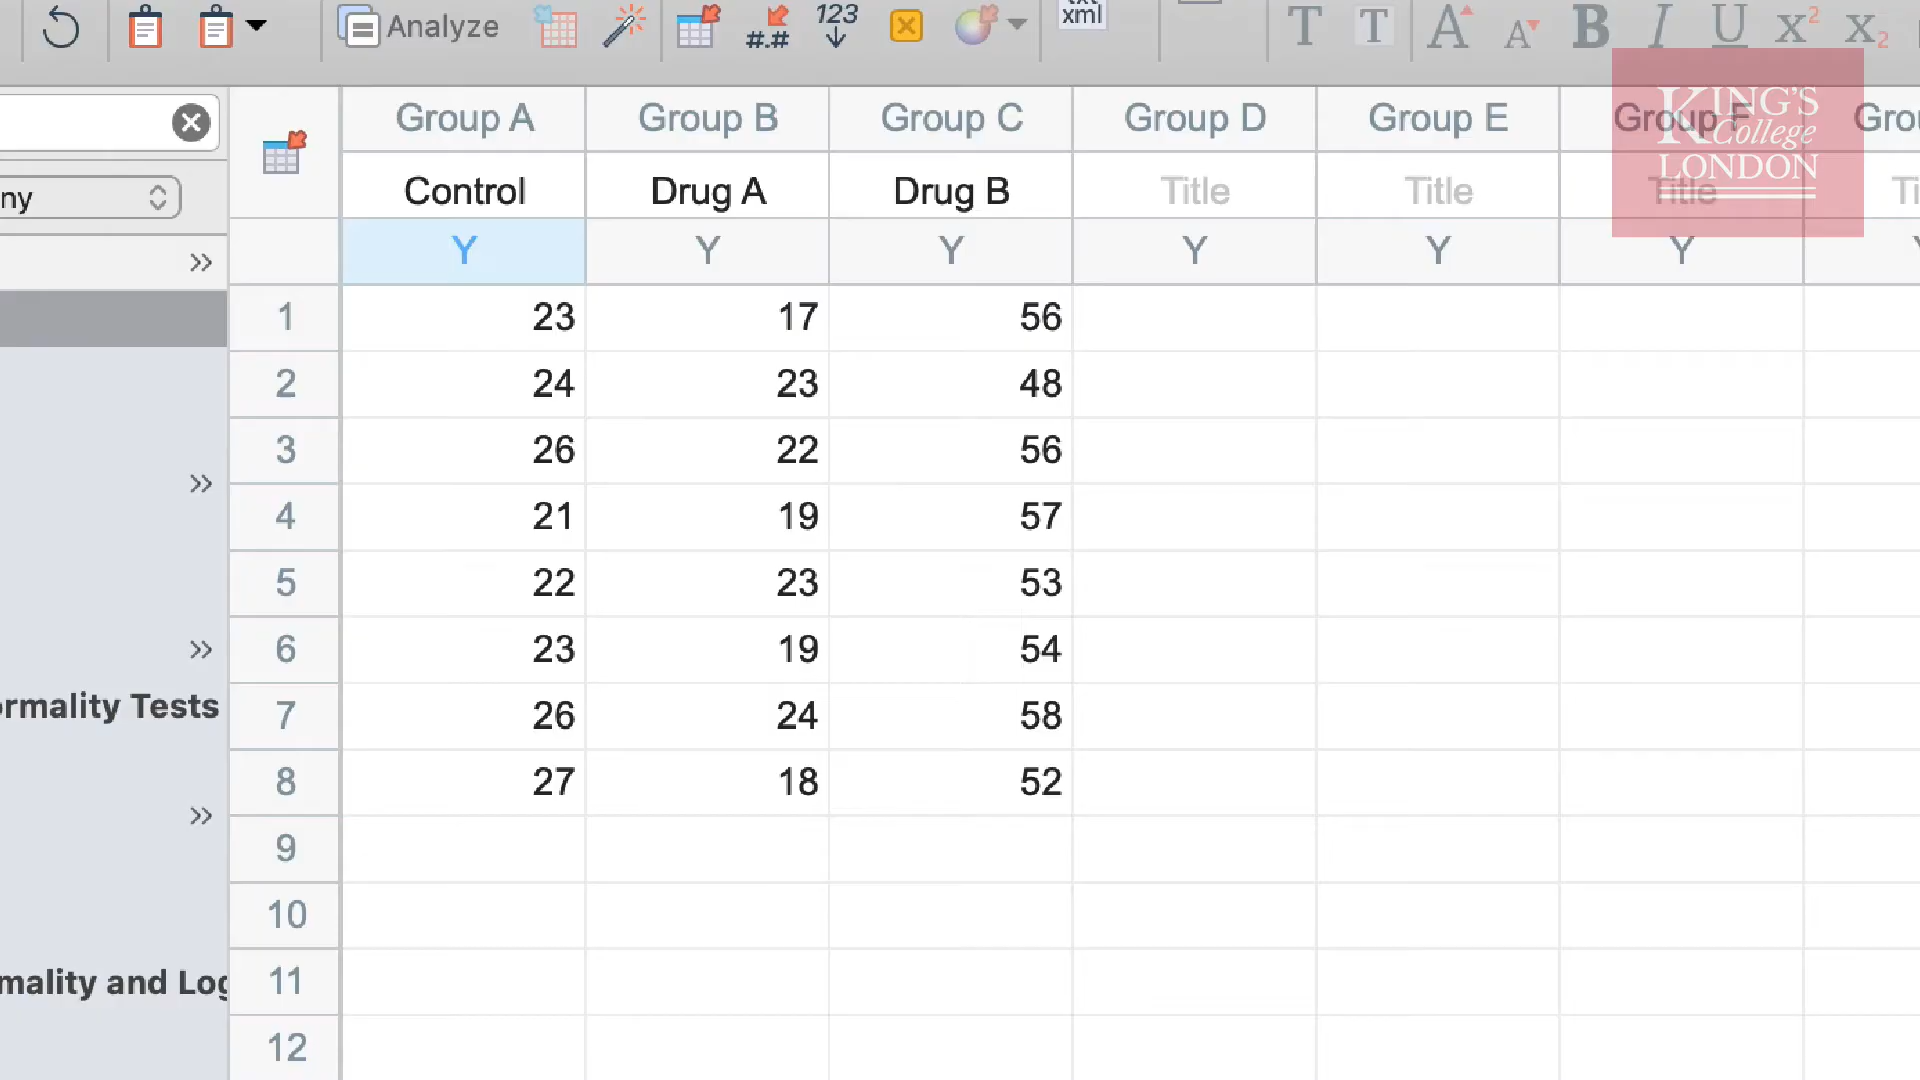 Analyze
#.#
123
xml
T T A A B I U x2 x2
KING'S
College
LONDON
Group A Group B Group C Group D Group E Group F
ny
Control Drug A Drug B Title Title Title
Y Y Y Y Y Y
1 23 17 56
2 24 23 48
3 26 22 56
4 21 19 57
5 22 23 53
6 23 19 54
ormality Tests
7 26 24 58
8 27 18 52
9
10
mality and Log
11
12